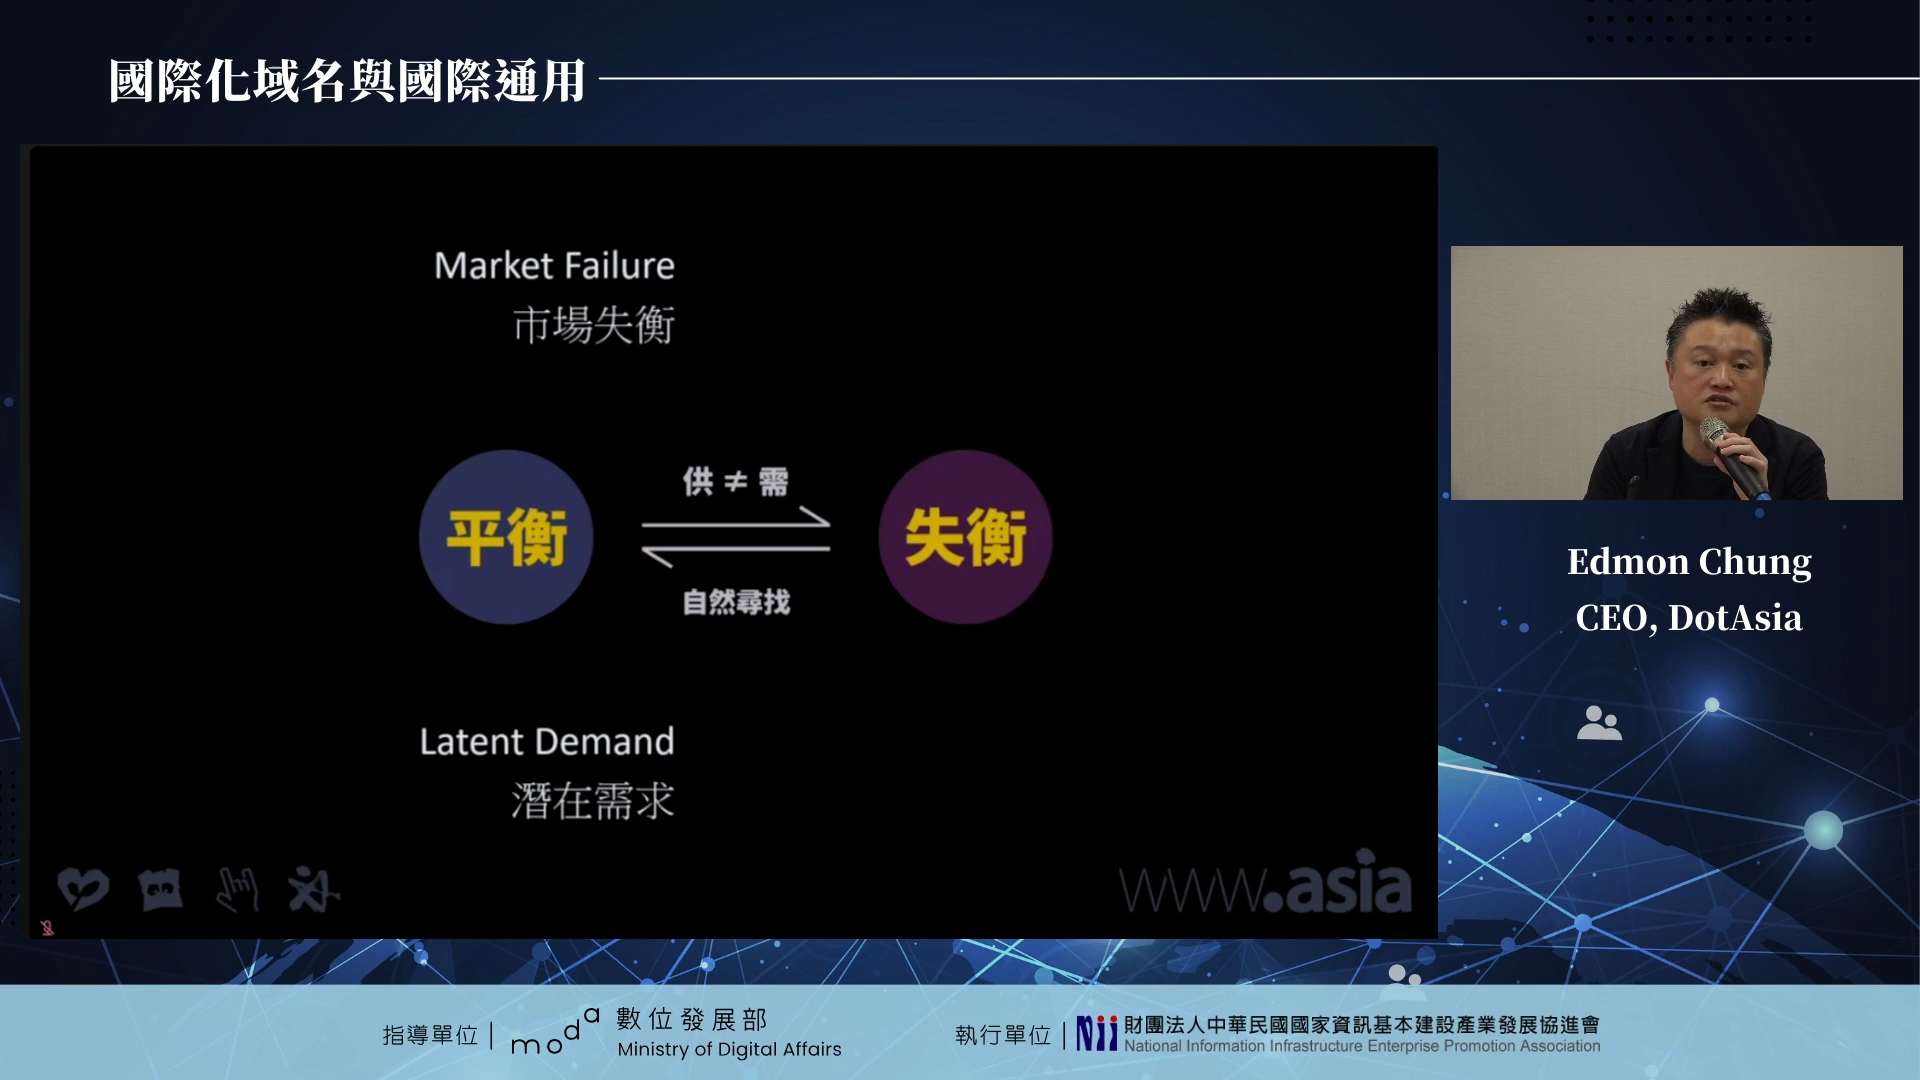 國際化域名與國際通用
Market Failure
市場失衡
平衡
供 ≠ 需
自然尋找
失衡
Latent Demand
潛在需求
www.asia
Edmon Chung
CEO, DotAsia
指導單位
moda
數位發展部
Ministry of Digital Affairs
執行單位
Nii
財團法人中華民國國家資訊基本建設產業發展協進會
National Information Infrastructure Enterprise Promotion Association